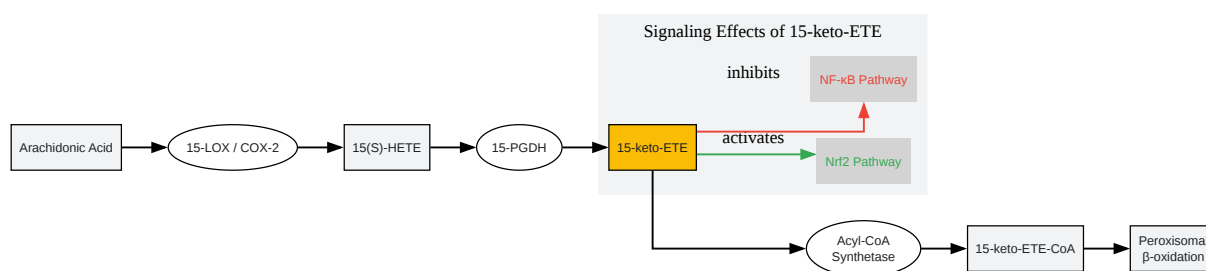 Signaling Effects of 15-keto-ETE
inhibits
NF-κB Pathway
activates
Arachidonic Acid
15-LOX / COX-2
15(S)-HETE
15-PGDH
15-keto-ETE
Nrf2 Pathway
Acyl-CoA
Synthetase
15-keto-ETE-CoA
Peroxisomal
β-oxidation